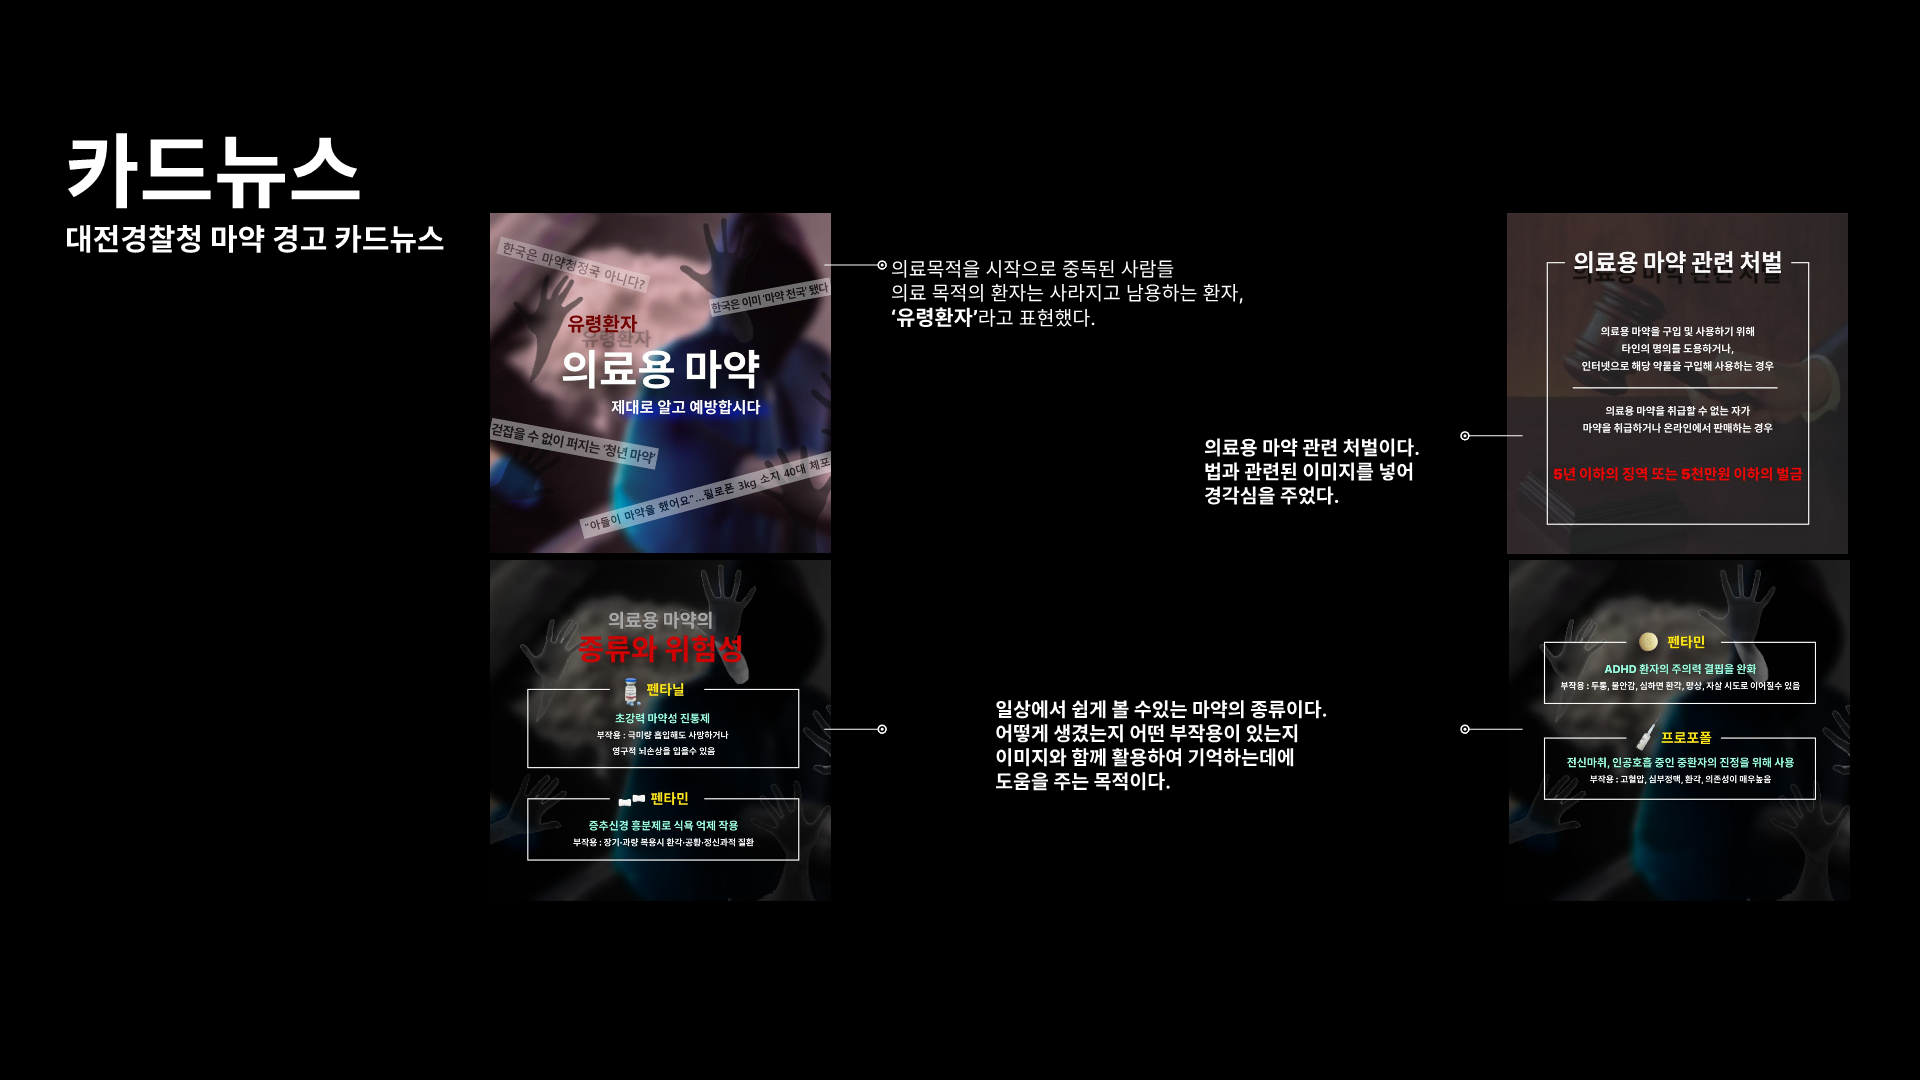 카드뉴스
대전경찰청 마약 경고 카드뉴스
한국은 마약청정국 아니다?
한국은 이미 '마약 천국' 됐다
유령환자
유령환자
의료용 마약
제대로 알고 예방합시다
걷잡을 수 없이 퍼지는 '청년 마약'
"아들이 마약을 했어요"...필로폰 3kg 소지 40대 체포
의료목적을 시작으로 중독된 사람들
의료 목적의 환자는 사라지고 남용하는 환자,
‘유령환자’라고 표현했다.
의료용 마약 관련 처벌
의료용 마약 관련 처벌
의료용 마약을 구입 및 사용하기 위해
타인의 명의를 도용하거나,
인터넷으로 해당 약물을 구입해 사용하는 경우
의료용 마약을 취급할 수 없는 자가
마약을 취급하거나 온라인에서 판매하는 경우
5년 이하의 징역 또는 5천만원 이하의 벌금
의료용 마약 관련 처벌이다.
법과 관련된 이미지를 넣어
경각심을 주었다.
의료용 마약의
종류와 위험성
펜타닐
초강력 마약성 진통제
부작용 : 극미량 흡입해도 사망하거나
영구적 뇌손상을 입을수 있음
펜타민
증추신경 흥분제로 식욕 억제 작용
부작용 : 장기·과량 복용시 환각·공황·정신과적 질환
일상에서 쉽게 볼 수있는 마약의 종류이다.
어떻게 생겼는지 어떤 부작용이 있는지
이미지와 함께 활용하여 기억하는데에
도움을 주는 목적이다.
펜타민
ADHD 환자의 주의력 결핍을 완화
부작용 : 두통, 불안감, 심하면 환각, 망상, 자살 시도로 이어질수 있음
프로포폴
전신마취, 인공호흡 중인 중환자의 진정을 위해 사용
부작용 : 고혈압, 심부정맥, 환각, 의존성이 매우높음